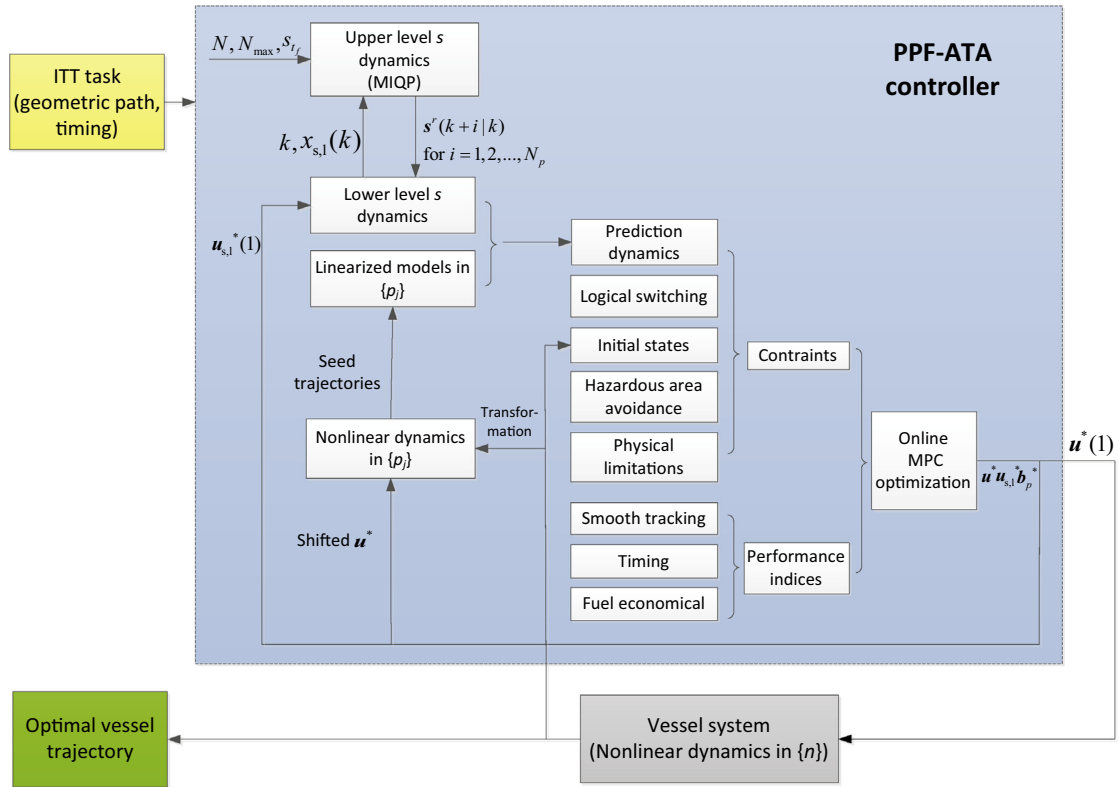 ITT task
(geometric path,
timing)
N, N_max, s_{t_f}
Upper level s
dynamics
(MIQP)
PPF-ATA
controller
k, x_{s,1}(k)
s^r(k+i|k)
for i = 1,2,...,N_p
Lower level s
dynamics
u_{s,1}^*(1)
Linearized models in
{p_j}
Seed
trajectories
Nonlinear dynamics
in {p_j}
Transfor-
mation
Shifted u^*
Prediction
dynamics
Logical switching
Initial states
Hazardous area
avoidance
Physical
limitations
Smooth tracking
Timing
Fuel economical
Contraints
Performance
indices
Online
MPC
optimization
u^*(1)
u^* u_{s,1}^* b_p^*
Optimal vessel
trajectory
Vessel system
(Nonlinear dynamics in {n})